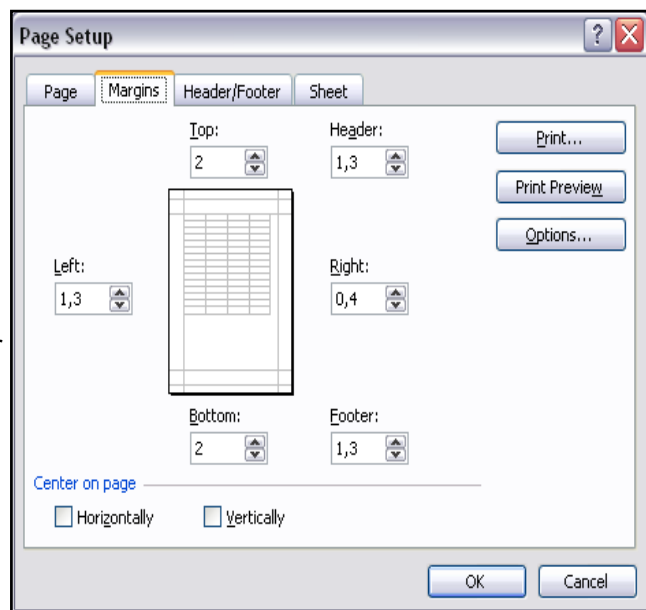 Page Setup
Page Margins Header/Footer Sheet
Top: Header:
2 1,3
Print...
Print Preview
Options...
Left: Right:
1,3 0,4
Bottom: Footer:
2 1,3
Center on page
Horizontally Vertically
OK Cancel